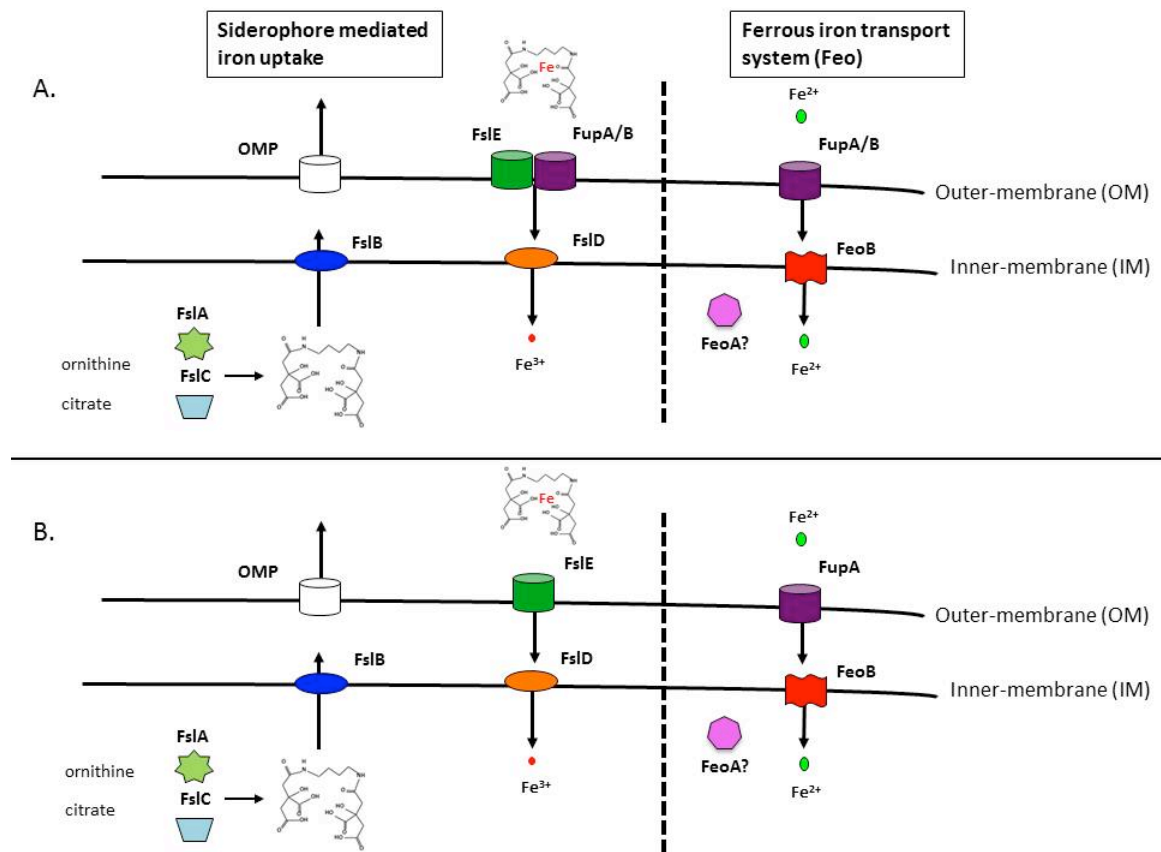 Siderophore mediated
iron uptake
Ferrous iron transport
system (Feo)
A.
Fe
Fe²⁺
OMP
FslE
FupA/B
FupA/B
Outer-membrane (OM)
FslB
FslD
FeoB
Inner-membrane (IM)
FslA
ornithine
FslC
citrate
Fe³⁺
FeoA?
Fe²⁺
B.
Fe
Fe²⁺
OMP
FslE
FupA
Outer-membrane (OM)
FslB
FslD
FeoB
Inner-membrane (IM)
FslA
ornithine
FslC
citrate
Fe³⁺
FeoA?
Fe²⁺